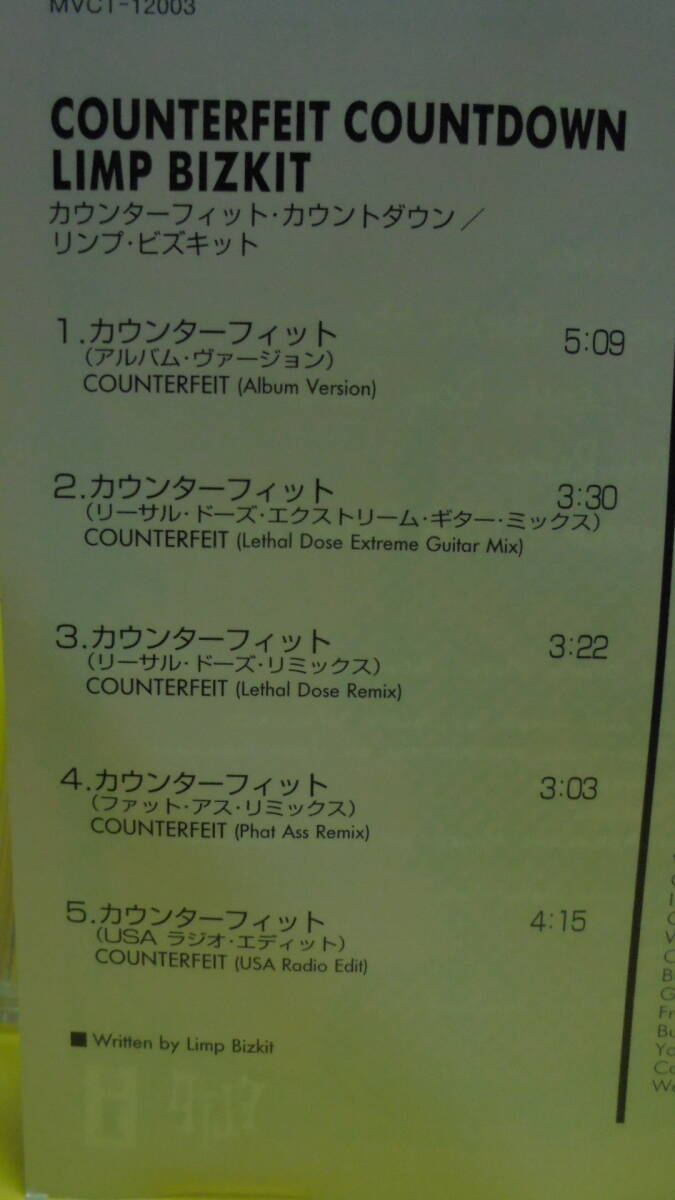 MVCT-12003
COUNTERFEIT COUNTDOWN
LIMP BIZKIT
カウンターフィット・カウントダウン／
リンプ・ビズキット
1.カウンターフィット 5:09
(アルバム・ヴァージョン)
COUNTERFEIT (Album Version)
2.カウンターフィット 3:30
(リーサル・ドーズ・エクストリーム・ギター・ミックス)
COUNTERFEIT (Lethal Dose Extreme Guitar Mix)
3.カウンターフィット 3:22
(リーサル・ドーズ・リミックス)
COUNTERFEIT (Lethal Dose Remix)
4.カウンターフィット 3:03
(ファット・アス・リミックス)
COUNTERFEIT (Phat Ass Remix)
5.カウンターフィット 4:15
(USA ラジオ・エディット)
COUNTERFEIT (USA Radio Edit)
■ Written by Limp Bizkit